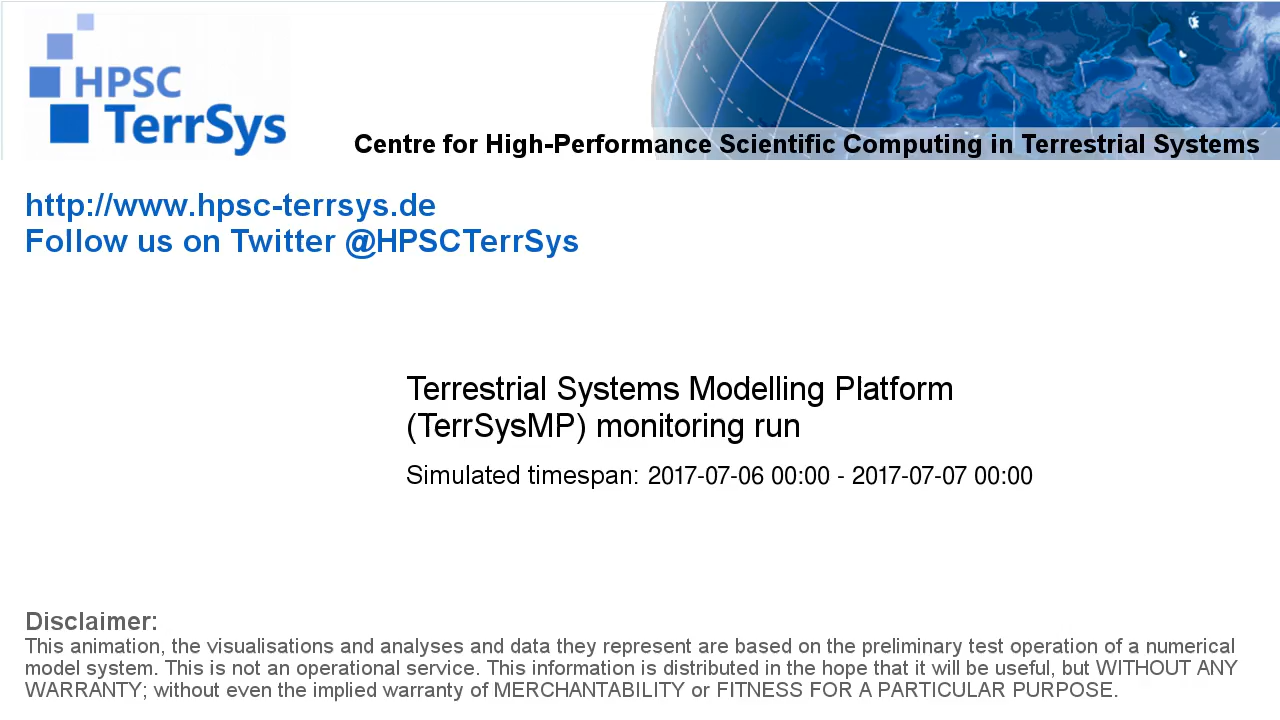 HPSC
TerrSys
Centre for High-Performance Scientific Computing in Terrestrial Systems
http://www.hpsc-terrsys.de
Follow us on Twitter @HPSCTerrSys
Terrestrial Systems Modelling Platform
(TerrSysMP) monitoring run
Simulated timespan: 2017-07-06 00:00 - 2017-07-07 00:00
Disclaimer:
This animation, the visualisations and analyses and data they represent are based on the preliminary test operation of a numerical
model system. This is not an operational service. This information is distributed in the hope that it will be useful, but WITHOUT ANY
WARRANTY; without even the implied warranty of MERCHANTABILITY or FITNESS FOR A PARTICULAR PURPOSE.